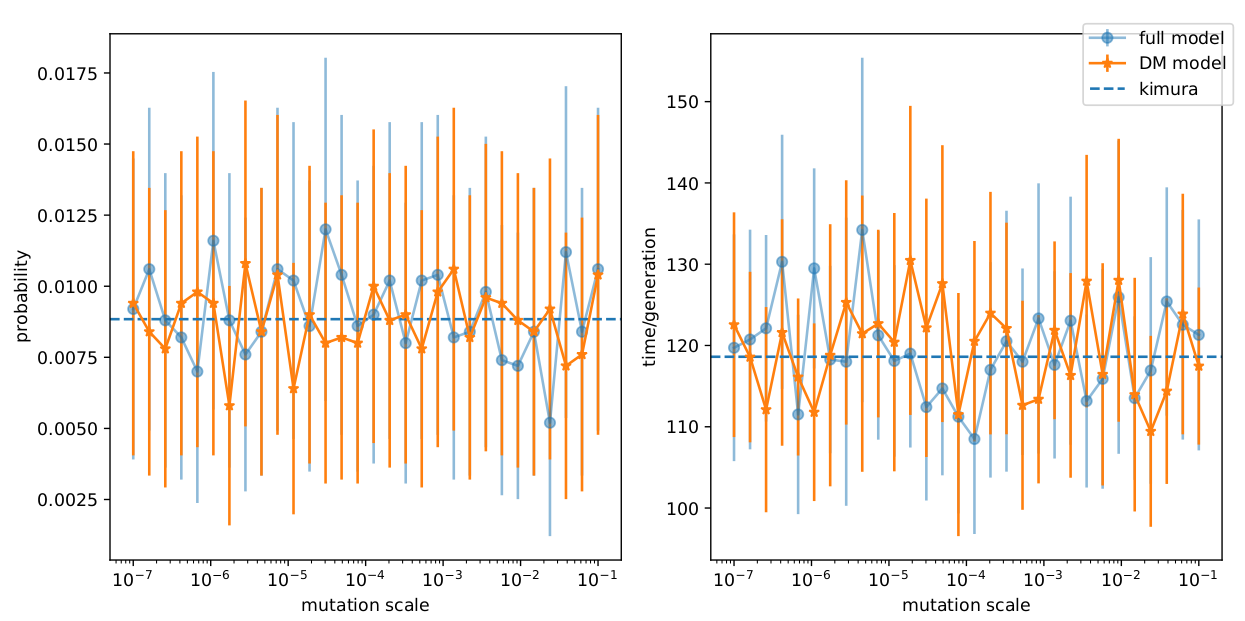 probability
0.0175
0.0150
0.0125
0.0100
0.0075
0.0050
0.0025
10⁻⁷ 10⁻⁶ 10⁻⁵ 10⁻⁴ 10⁻³ 10⁻² 10⁻¹
mutation scale
time/generation
150
140
130
120
110
100
10⁻⁷ 10⁻⁶ 10⁻⁵ 10⁻⁴ 10⁻³ 10⁻² 10⁻¹
mutation scale
full model
DM model
kimura